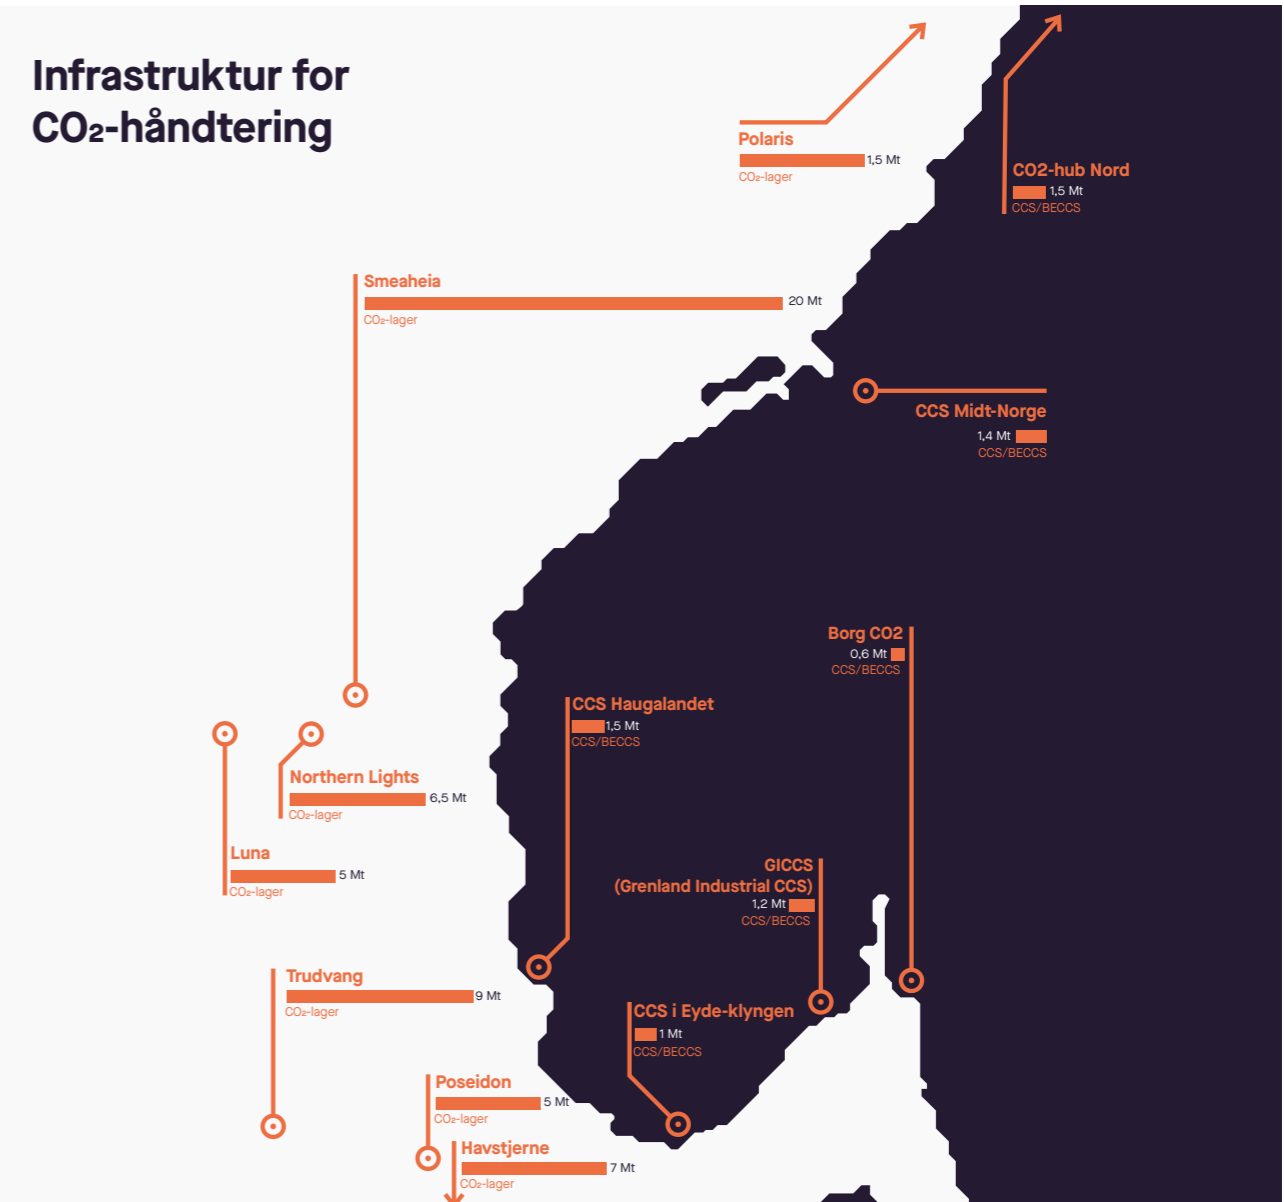 Infrastruktur for
CO₂-håndtering
Polaris
1,5 Mt
CO₂-lager
CO2-hub Nord
1,5 Mt
CCS/BECCS
Smeaheia
20 Mt
CO₂-lager
CCS Midt-Norge
1,4 Mt
CCS/BECCS
Borg CO2
0,6 Mt
CCS/BECCS
CCS Haugalandet
1,5 Mt
CCS/BECCS
Northern Lights
6,5 Mt
CO₂-lager
Luna
5 Mt
CO₂-lager
GICCS
(Grenland Industrial CCS)
1,2 Mt
CCS/BECCS
Trudvang
9 Mt
CO₂-lager
CCS i Eyde-klyngen
1 Mt
CCS/BECCS
Poseidon
5 Mt
CO₂-lager
Havstjerne
7 Mt
CO₂-lager